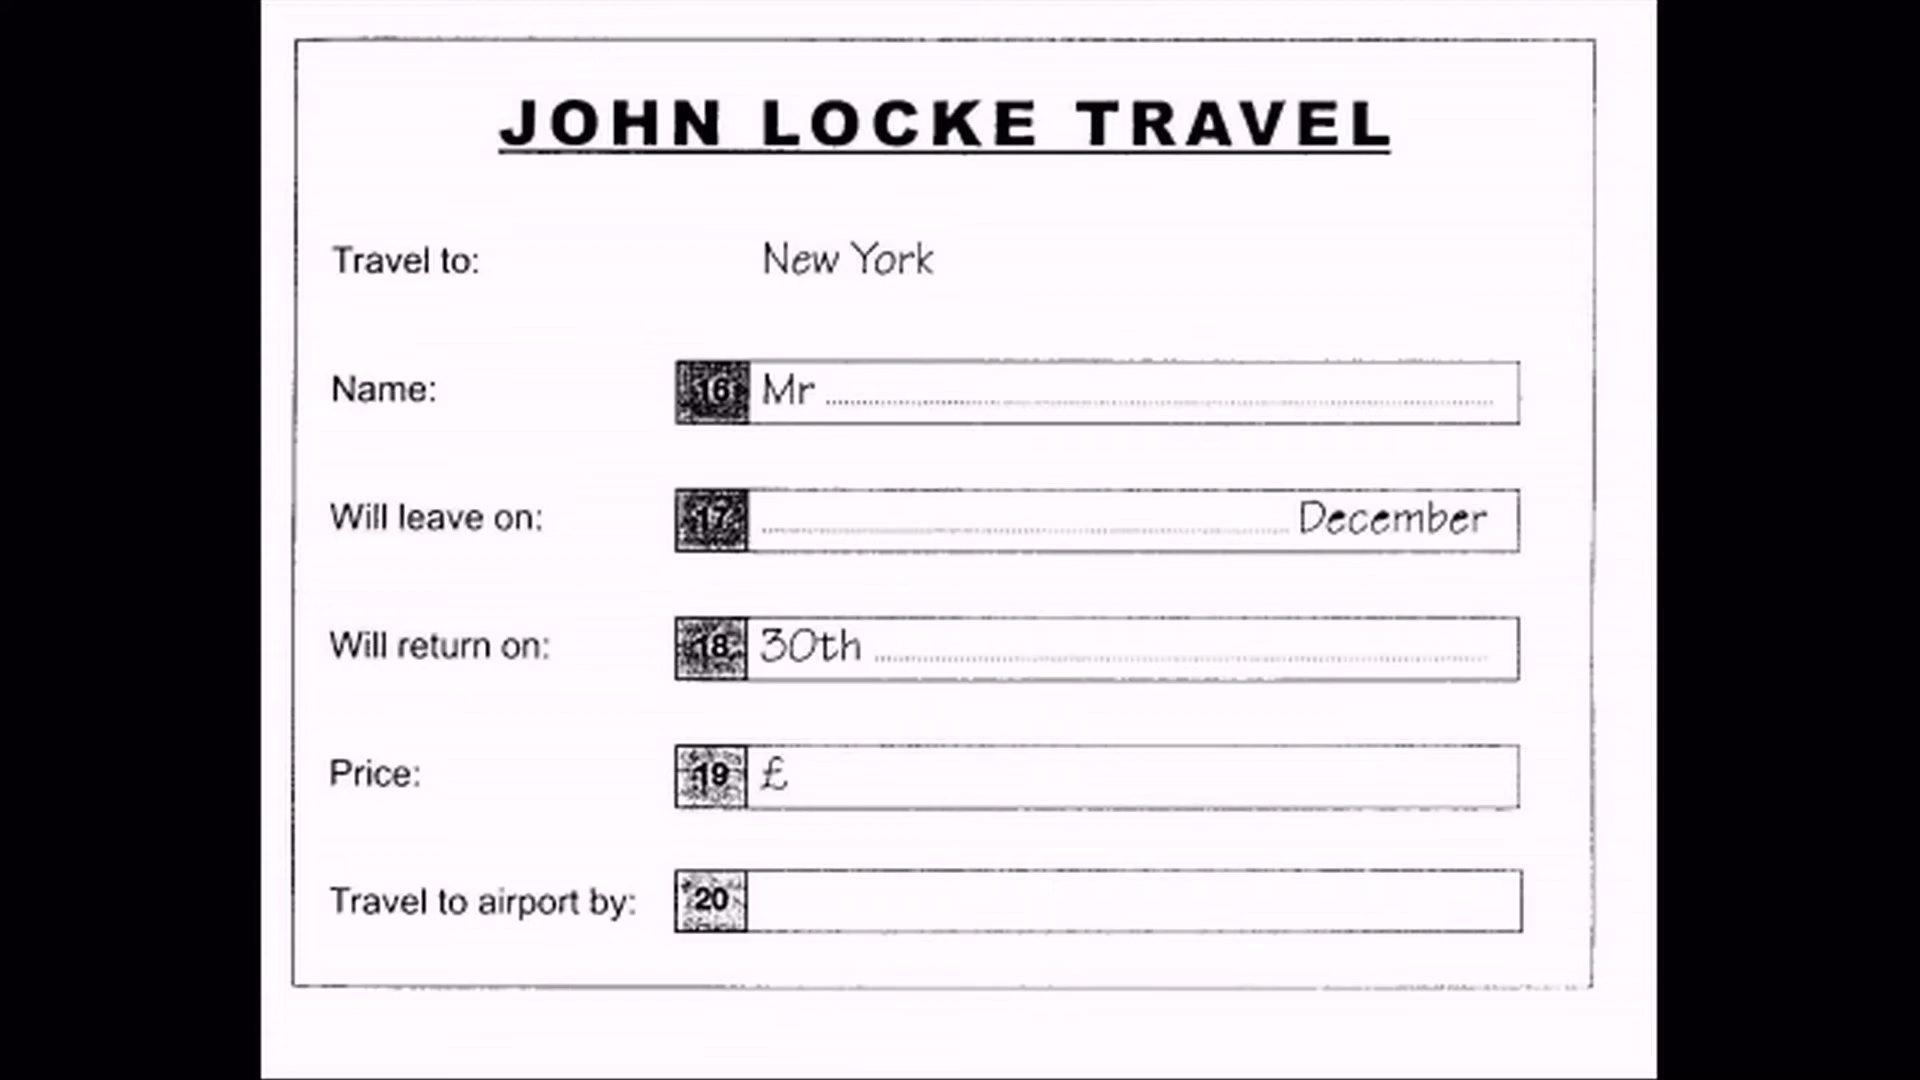 JOHN LOCKE TRAVEL
Travel to: New York
Name: 16 Mr
Will leave on: 17 December
Will return on: 18 30th
Price: 19 £
Travel to airport by: 20